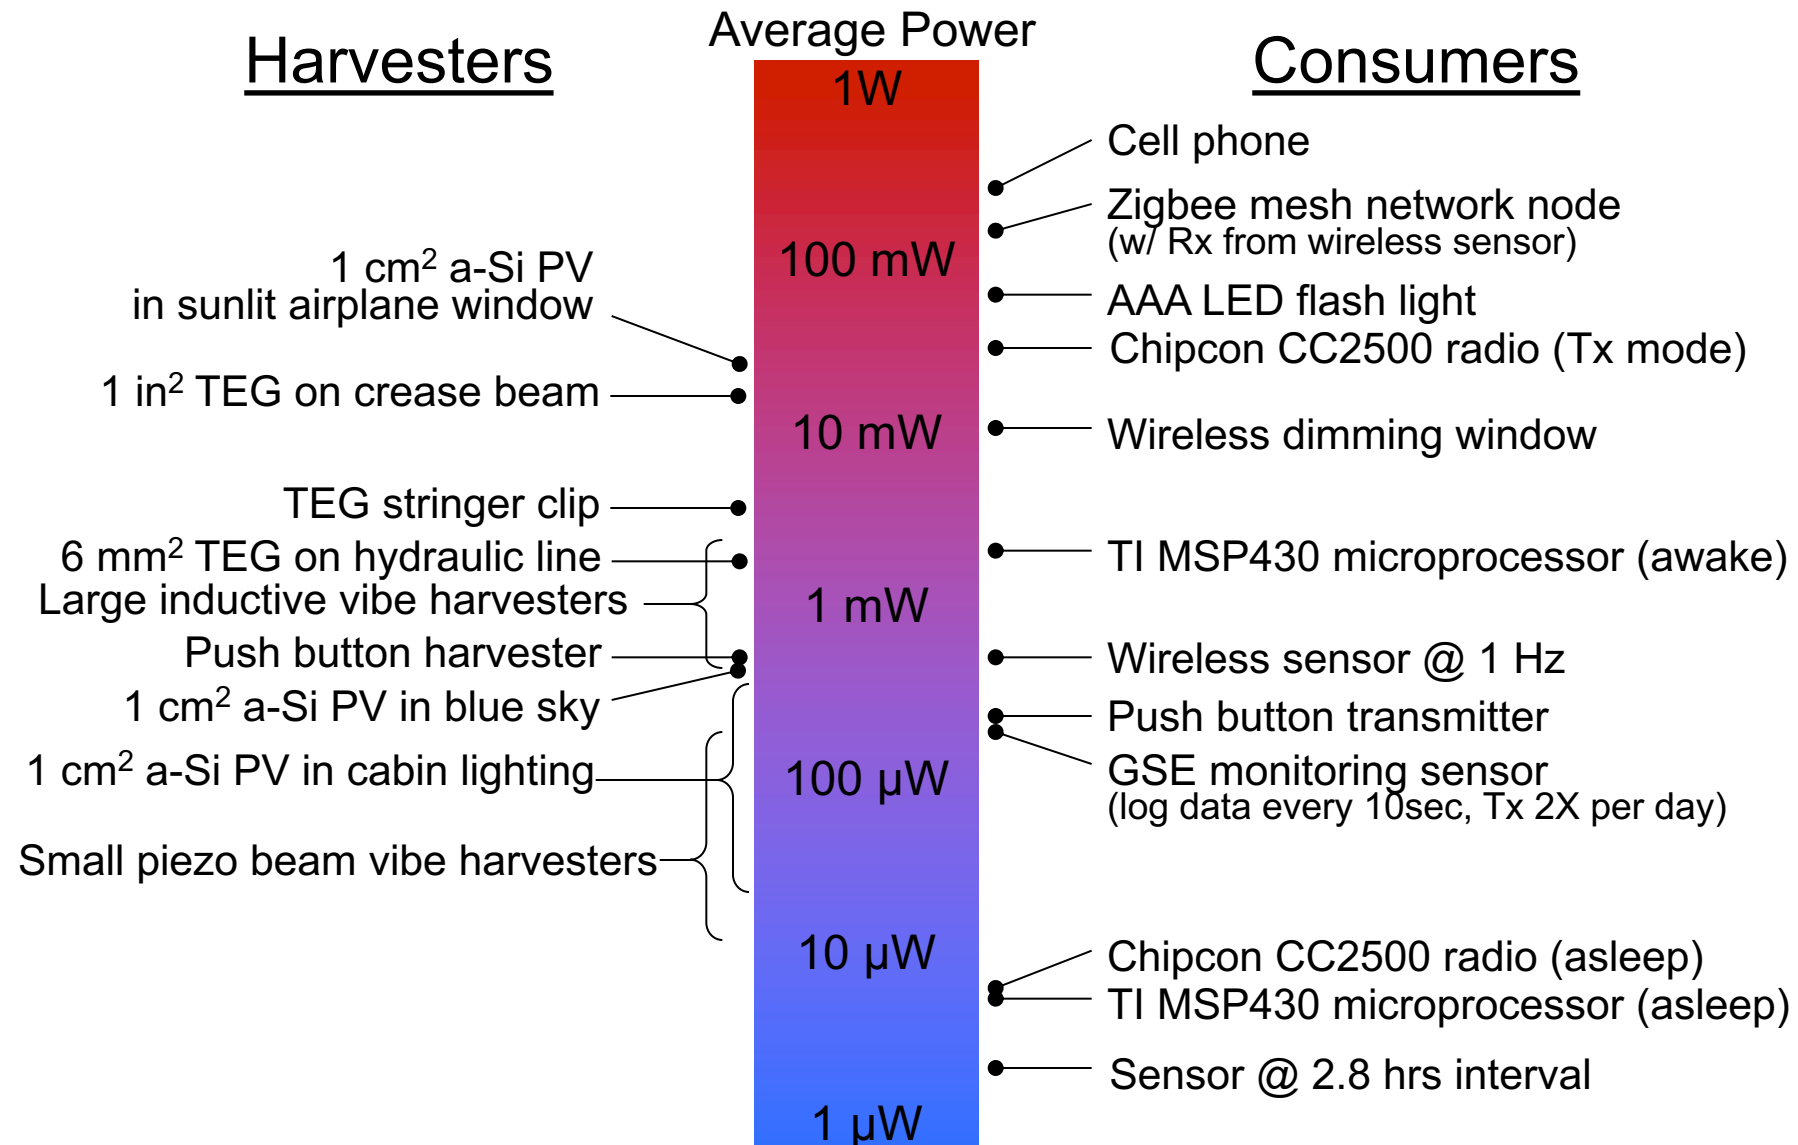 Average Power
Harvesters
Consumers
1W
100 mW
10 mW
1 mW
100 µW
10 µW
1 µW
1 cm² a-Si PV
in sunlit airplane window
1 in² TEG on crease beam
TEG stringer clip
6 mm² TEG on hydraulic line
Large inductive vibe harvesters
Push button harvester
1 cm² a-Si PV in blue sky
1 cm² a-Si PV in cabin lighting
Small piezo beam vibe harvesters
Cell phone
Zigbee mesh network node
(w/ Rx from wireless sensor)
AAA LED flash light
Chipcon CC2500 radio (Tx mode)
Wireless dimming window
TI MSP430 microprocessor (awake)
Wireless sensor @ 1 Hz
Push button transmitter
GSE monitoring sensor
(log data every 10sec, Tx 2X per day)
Chipcon CC2500 radio (asleep)
TI MSP430 microprocessor (asleep)
Sensor @ 2.8 hrs interval